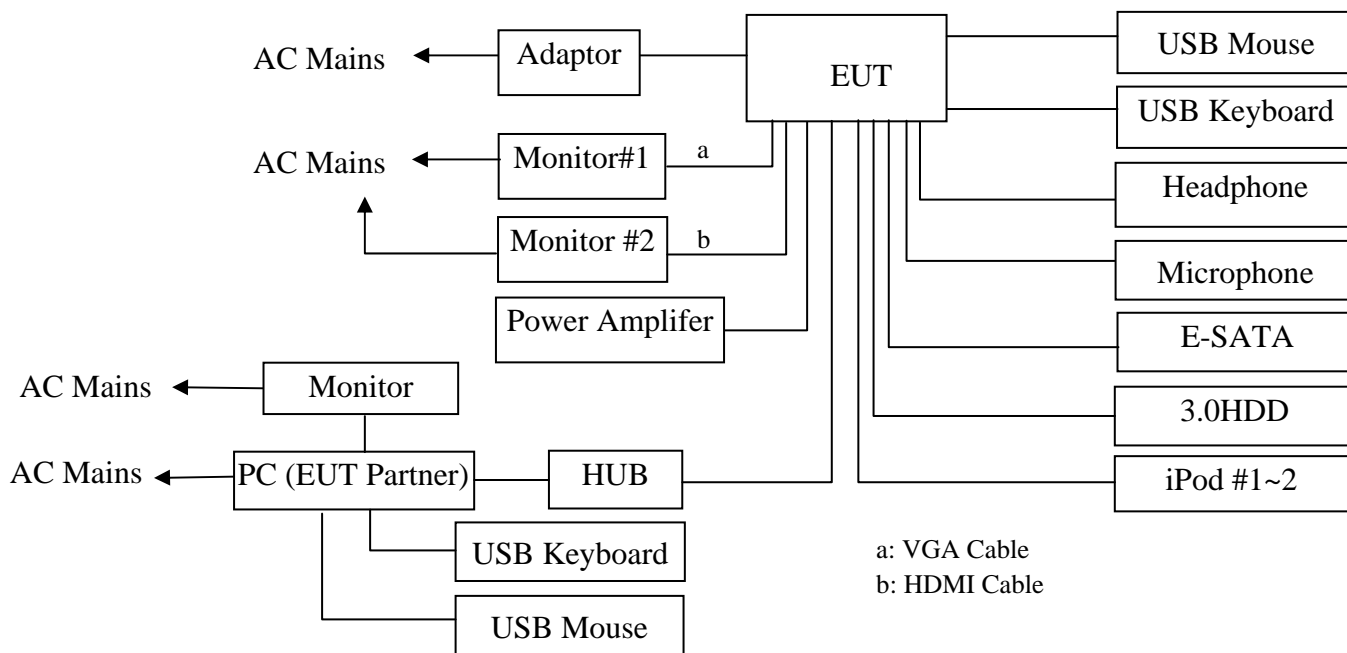 AC Mains
Adaptor
EUT
USB Mouse
USB Keyboard
AC Mains
Monitor#1
a
Headphone
Monitor #2
b
Microphone
Power Amplifer
E-SATA
AC Mains
Monitor
3.0HDD
AC Mains
PC (EUT Partner)
HUB
iPod #1~2
USB Keyboard
a: VGA Cable
b: HDMI Cable
USB Mouse